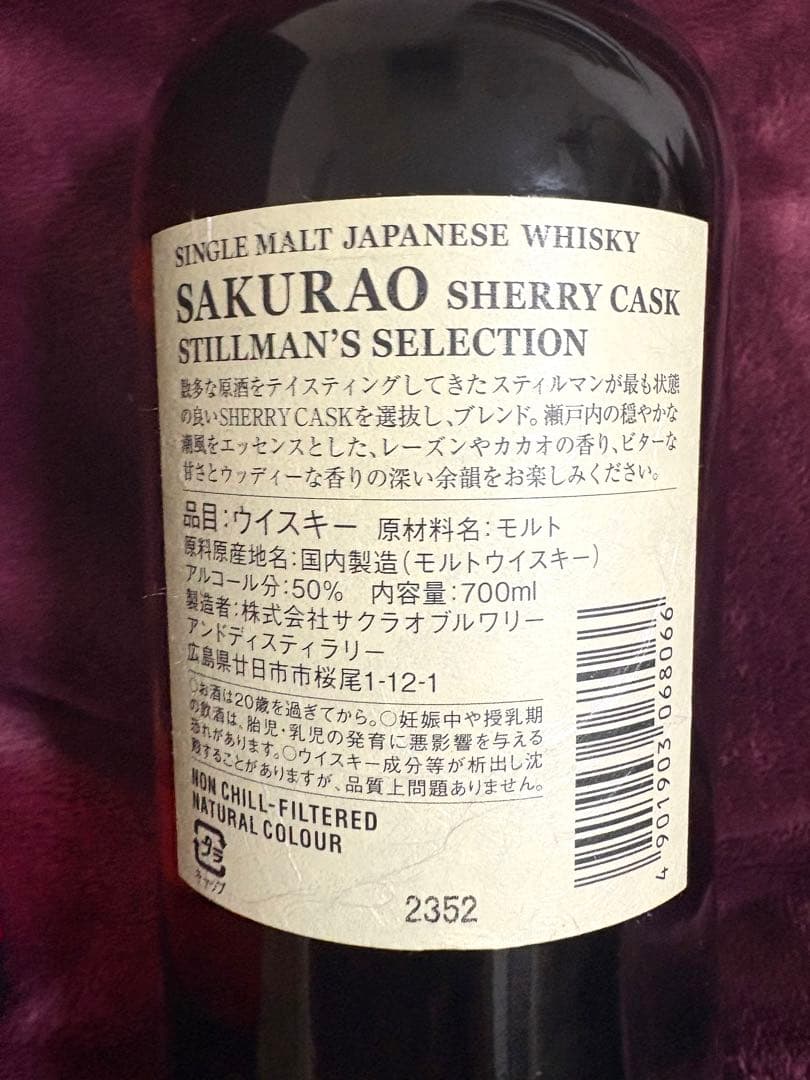 SINGLE MALT JAPANESE WHISKY
SAKURAO SHERRY CASK
STILLMAN'S SELECTION
数多な原酒をテイスティングしてきたスティルマンが最も状態
の良いSHERRY CASKを選抜し、ブレンド。瀬戸内の穏やかな
潮風をエッセンスとした、レーズンやカカオの香り、ビターな
甘さとウッディーな香りの深い余韻をお楽しみください。
品目:ウイスキー 原材料名:モルト
原料原産地名:国内製造(モルトウイスキー)
アルコール分:50% 内容量:700ml
製造者:株式会社サクラオブルワリー
アンドディスティラリー
広島県廿日市市桜尾1-12-1
○お酒は20歳を過ぎてから。○妊娠中や授乳期
の飲酒は、胎児・乳児の発育に悪影響を与える
恐れがあります。○ウイスキー成分等が析出し沈
殿することがありますが、品質上問題ありません。
NON CHILL-FILTERED
NATURAL COLOUR
クラ
キャップ
4 901903 068066
2352